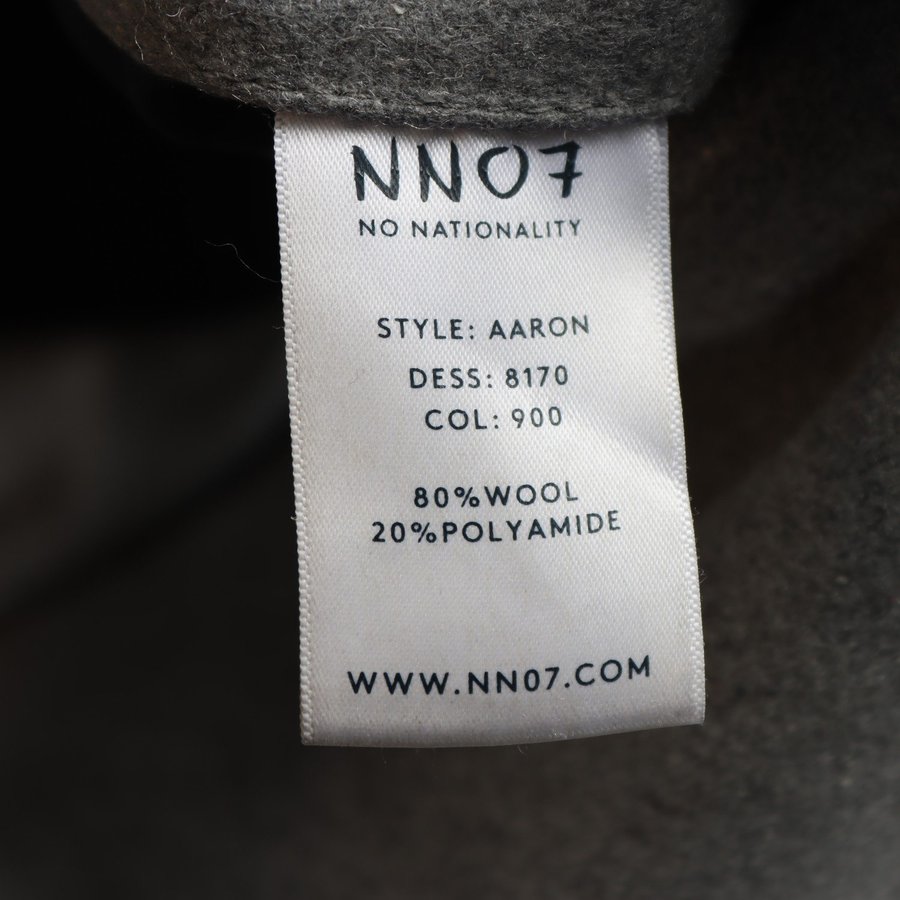 NN07
NO NATIONALITY
STYLE: AARON
DESS: 8170
COL: 900
80%WOOL
20%POLYAMIDE
WWW.NN07.COM